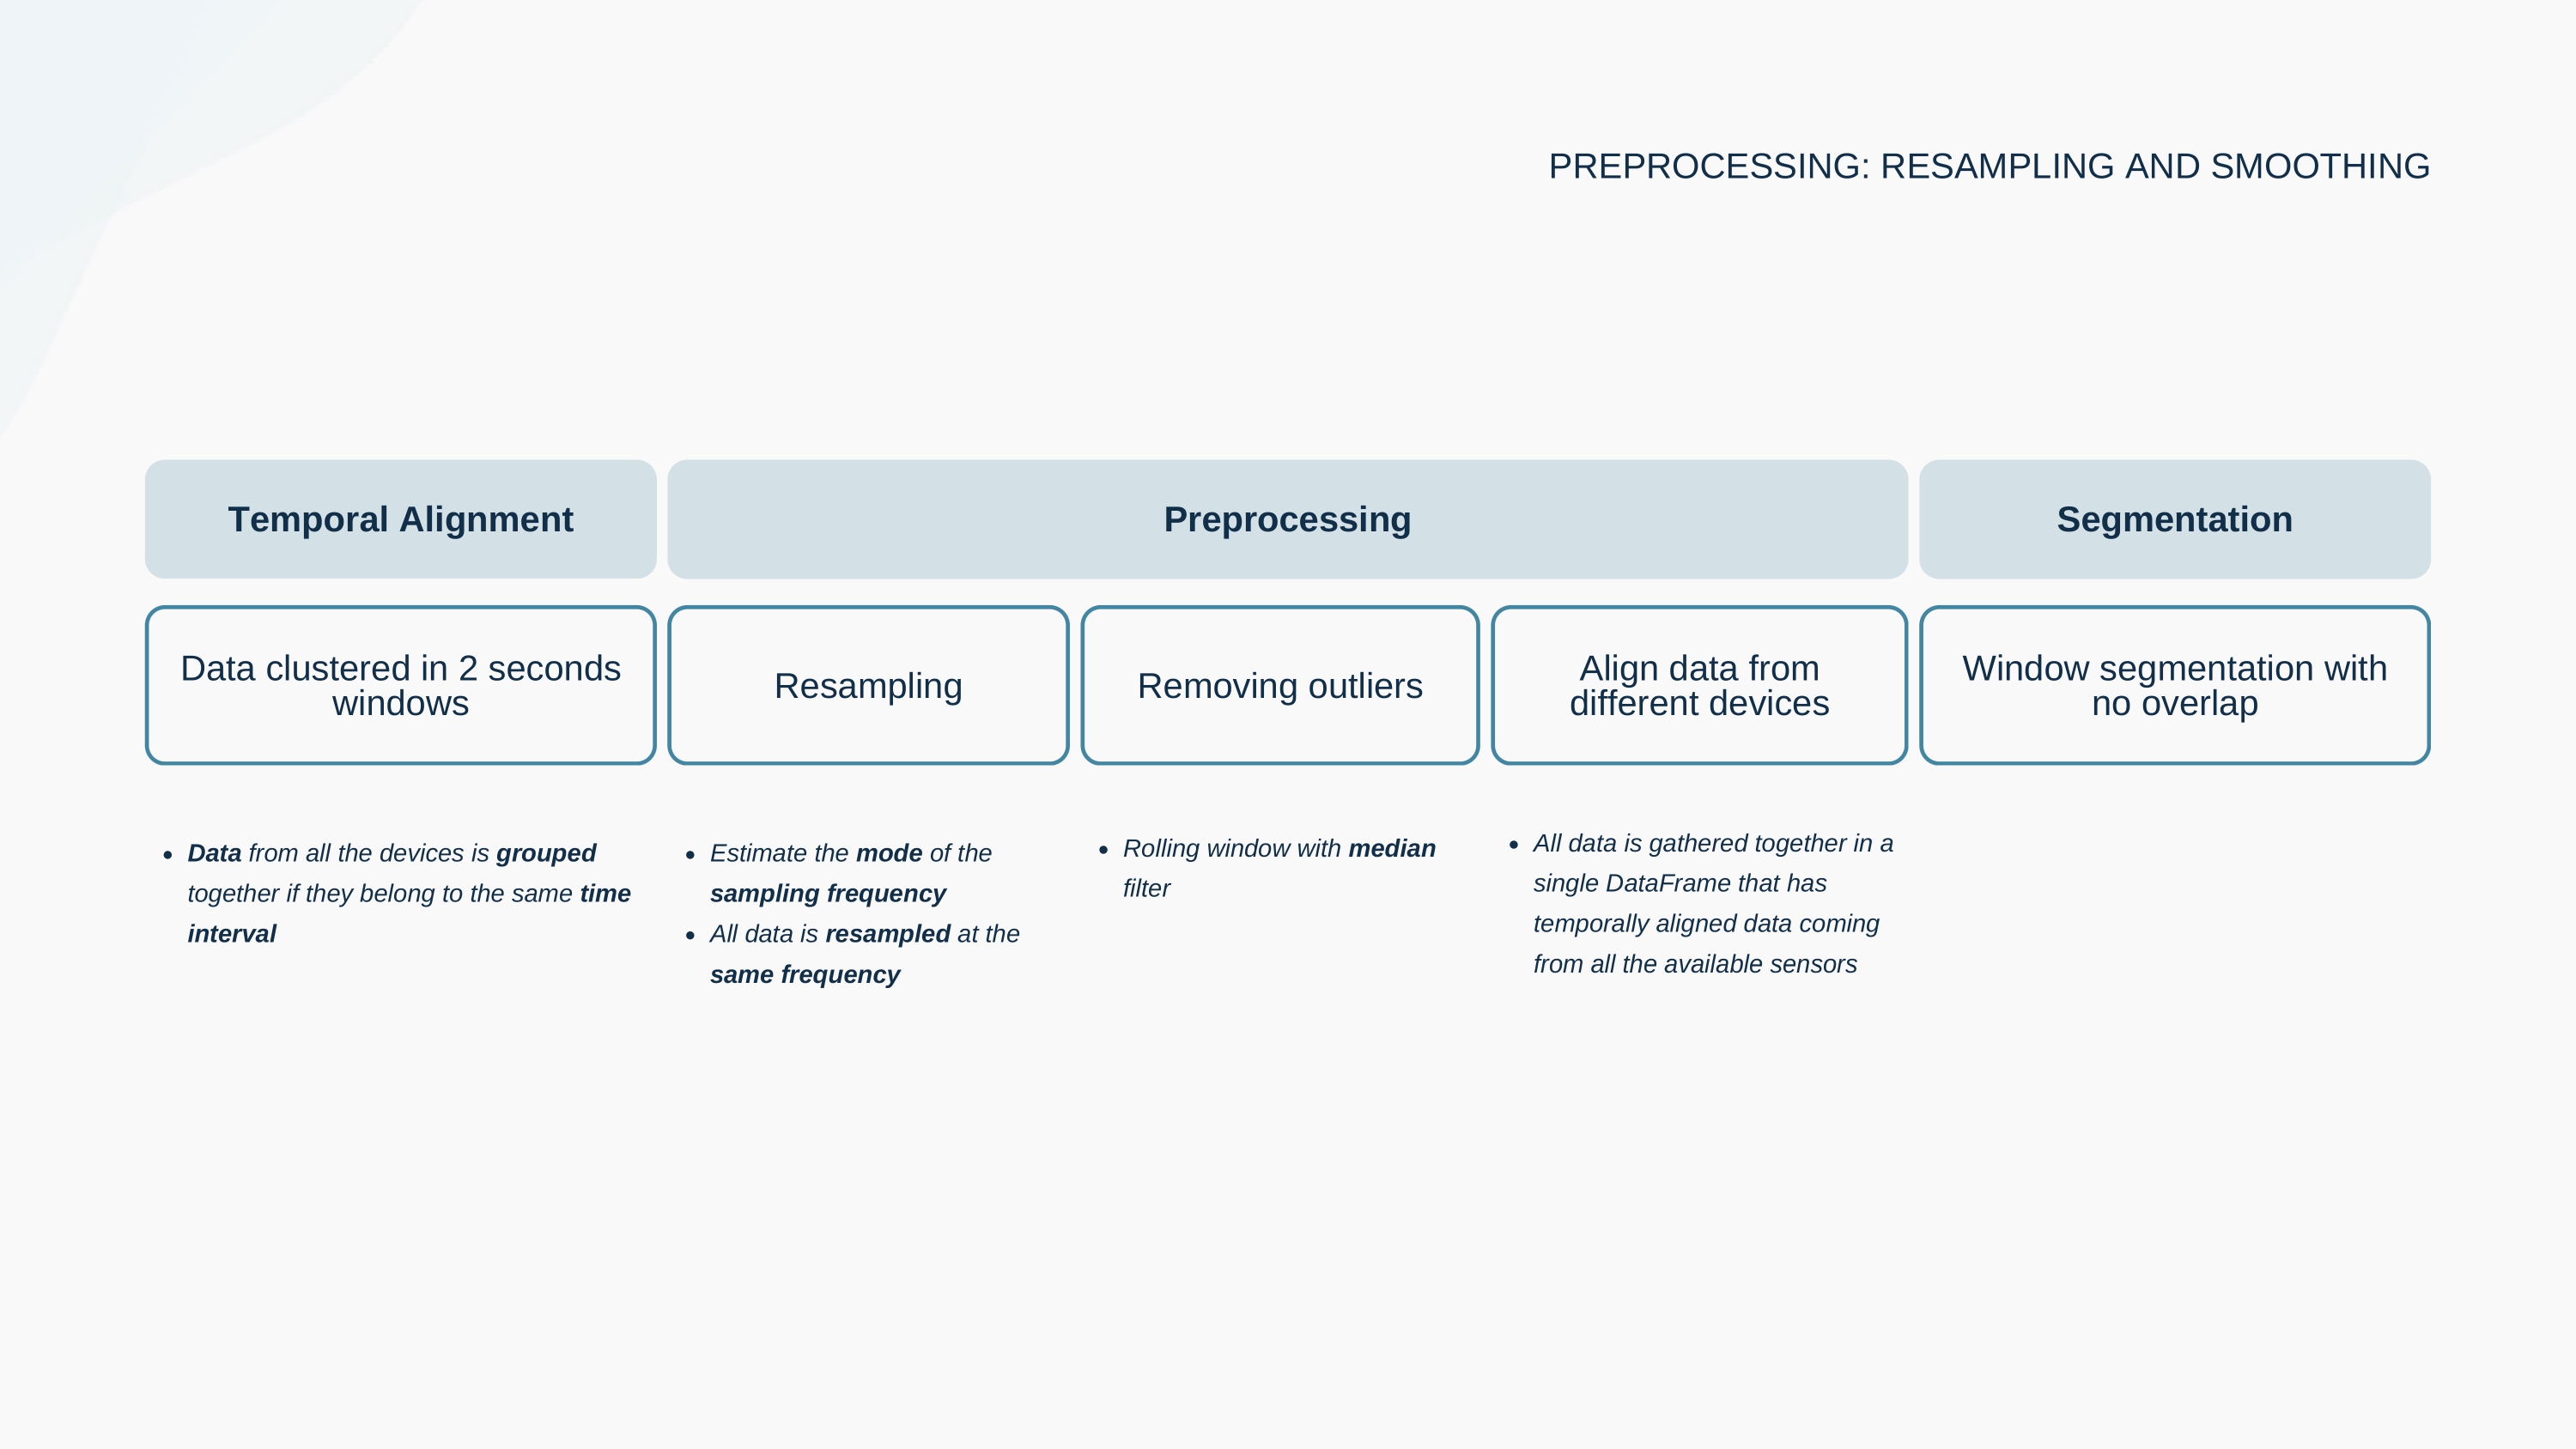 PREPROCESSING: RESAMPLING AND SMOOTHING
Temporal Alignment
Preprocessing
Segmentation
Data clustered in 2 seconds
windows
Resampling
Removing outliers
Align data from
different devices
Window segmentation with
no overlap
• Data from all the devices is grouped
together if they belong to the same time
interval
• Estimate the mode of the
sampling frequency
• All data is resampled at the
same frequency
• Rolling window with median
filter
• All data is gathered together in a
single DataFrame that has
temporally aligned data coming
from all the available sensors